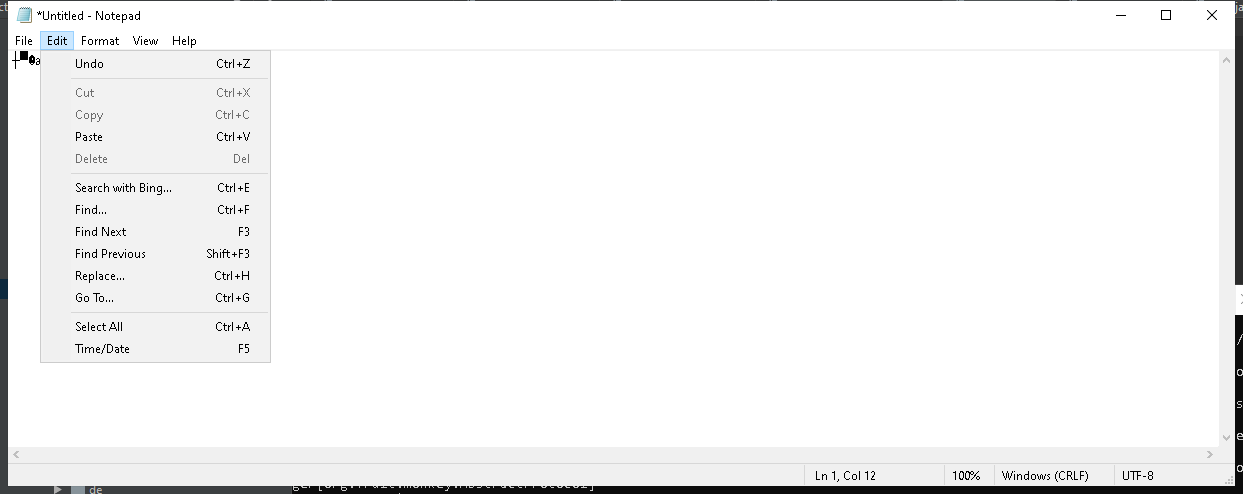 *Untitled - Notepad
File Edit Format View Help
Undo Ctrl+Z
Cut Ctrl+X
Copy Ctrl+C
Paste Ctrl+V
Delete Del
Search with Bing... Ctrl+E
Find... Ctrl+F
Find Next F3
Find Previous Shift+F3
Replace... Ctrl+H
Go To... Ctrl+G
Select All Ctrl+A
Time/Date F5
Ln 1, Col 12 100% Windows (CRLF) UTF-8
de